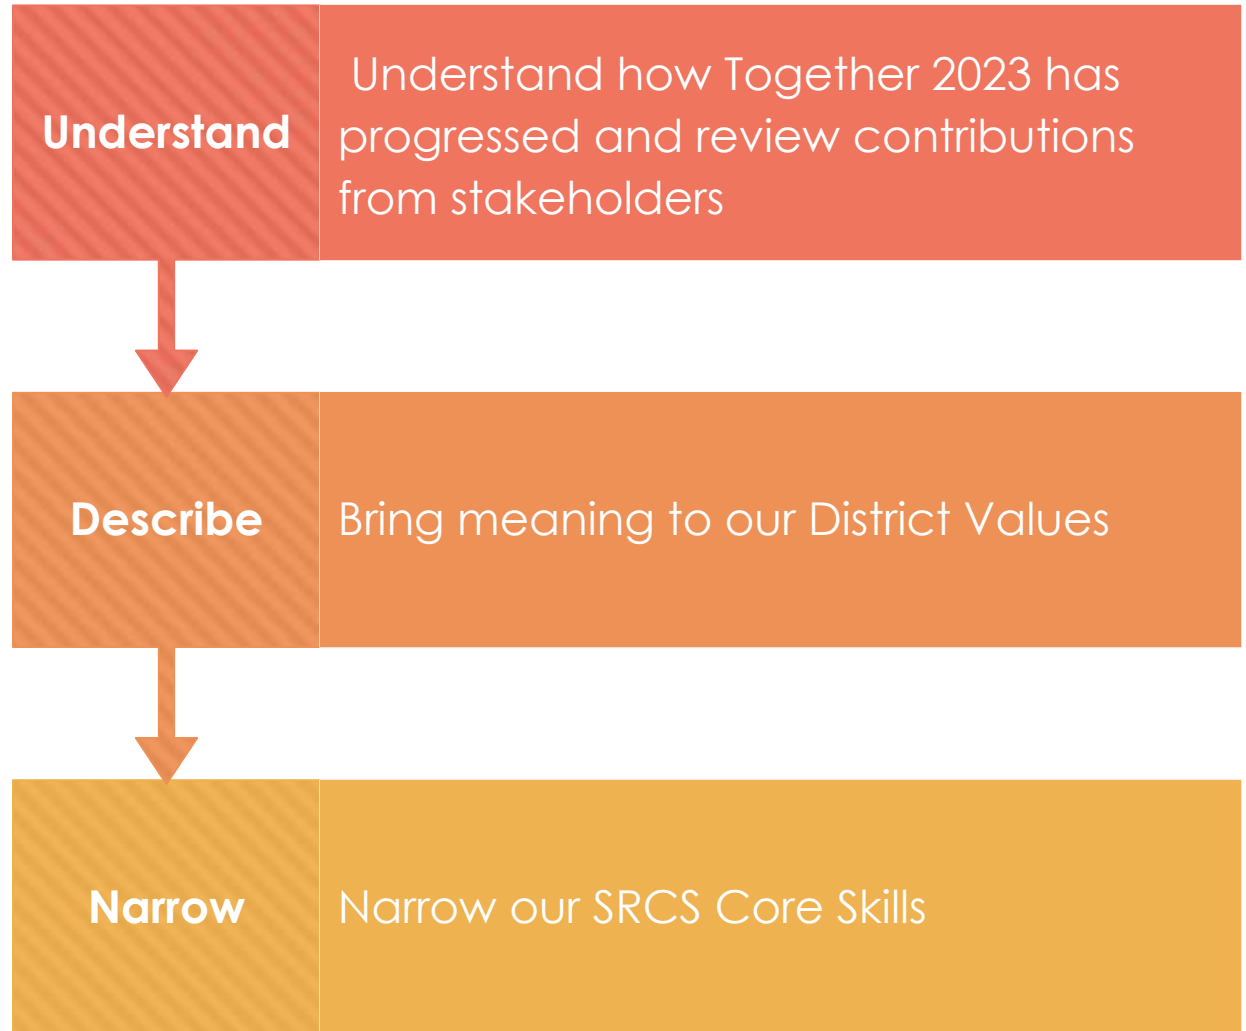 Understand
Understand how Together 2023 has
progressed and review contributions
from stakeholders
Describe
Bring meaning to our District Values
Narrow
Narrow our SRCS Core Skills